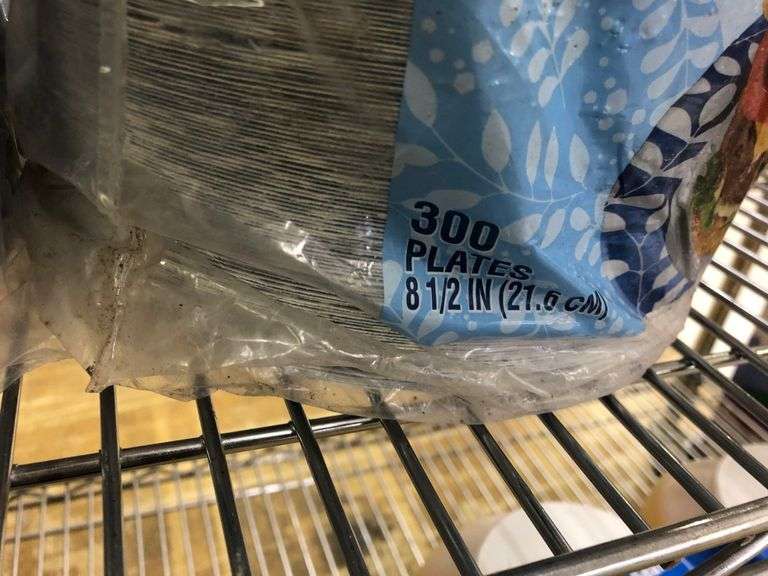 300
PLATES
8 1/2 IN (21.6 CM)